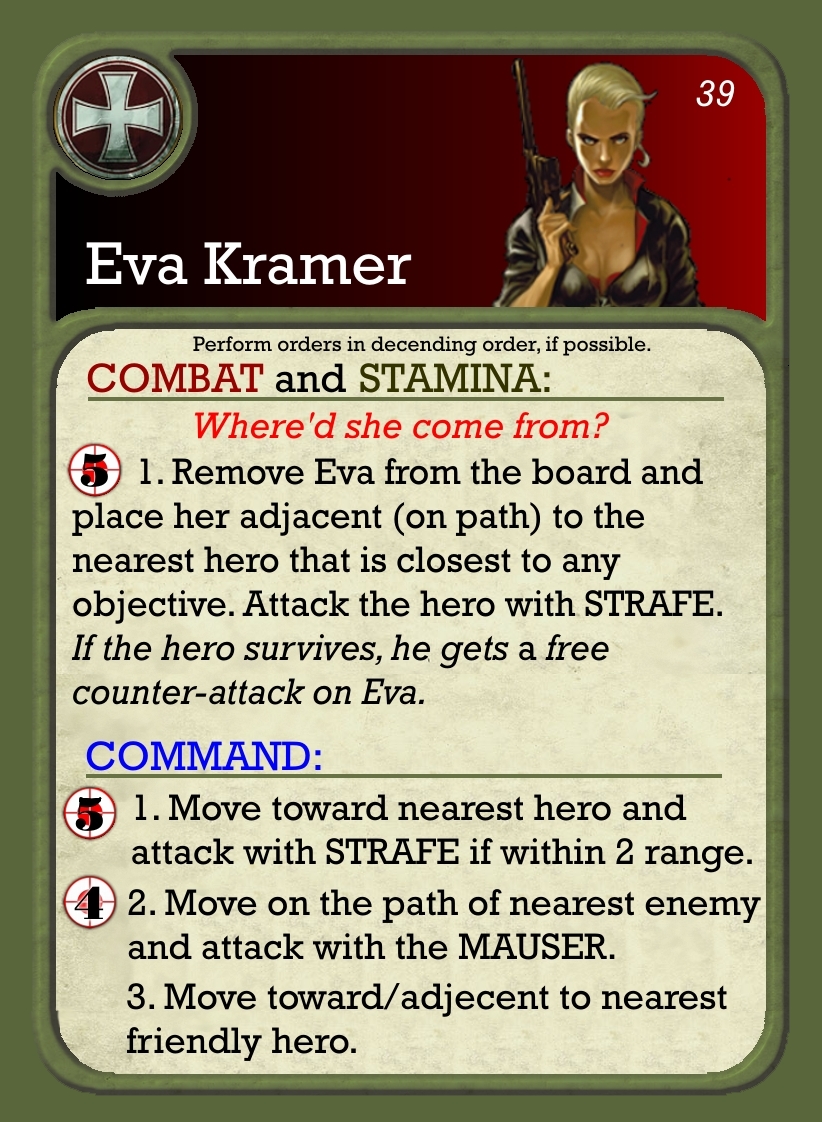 39
Eva Kramer
Perform orders in decending order, if possible.
COMBAT and STAMINA:
Where'd she come from?
5 1. Remove Eva from the board and
place her adjacent (on path) to the
nearest hero that is closest to any
objective. Attack the hero with STRAFE.
If the hero survives, he gets a free
counter-attack on Eva.
COMMAND:
5 1. Move toward nearest hero and
attack with STRAFE if within 2 range.
4 2. Move on the path of nearest enemy
and attack with the MAUSER.
3. Move toward/adjecent to nearest
friendly hero.